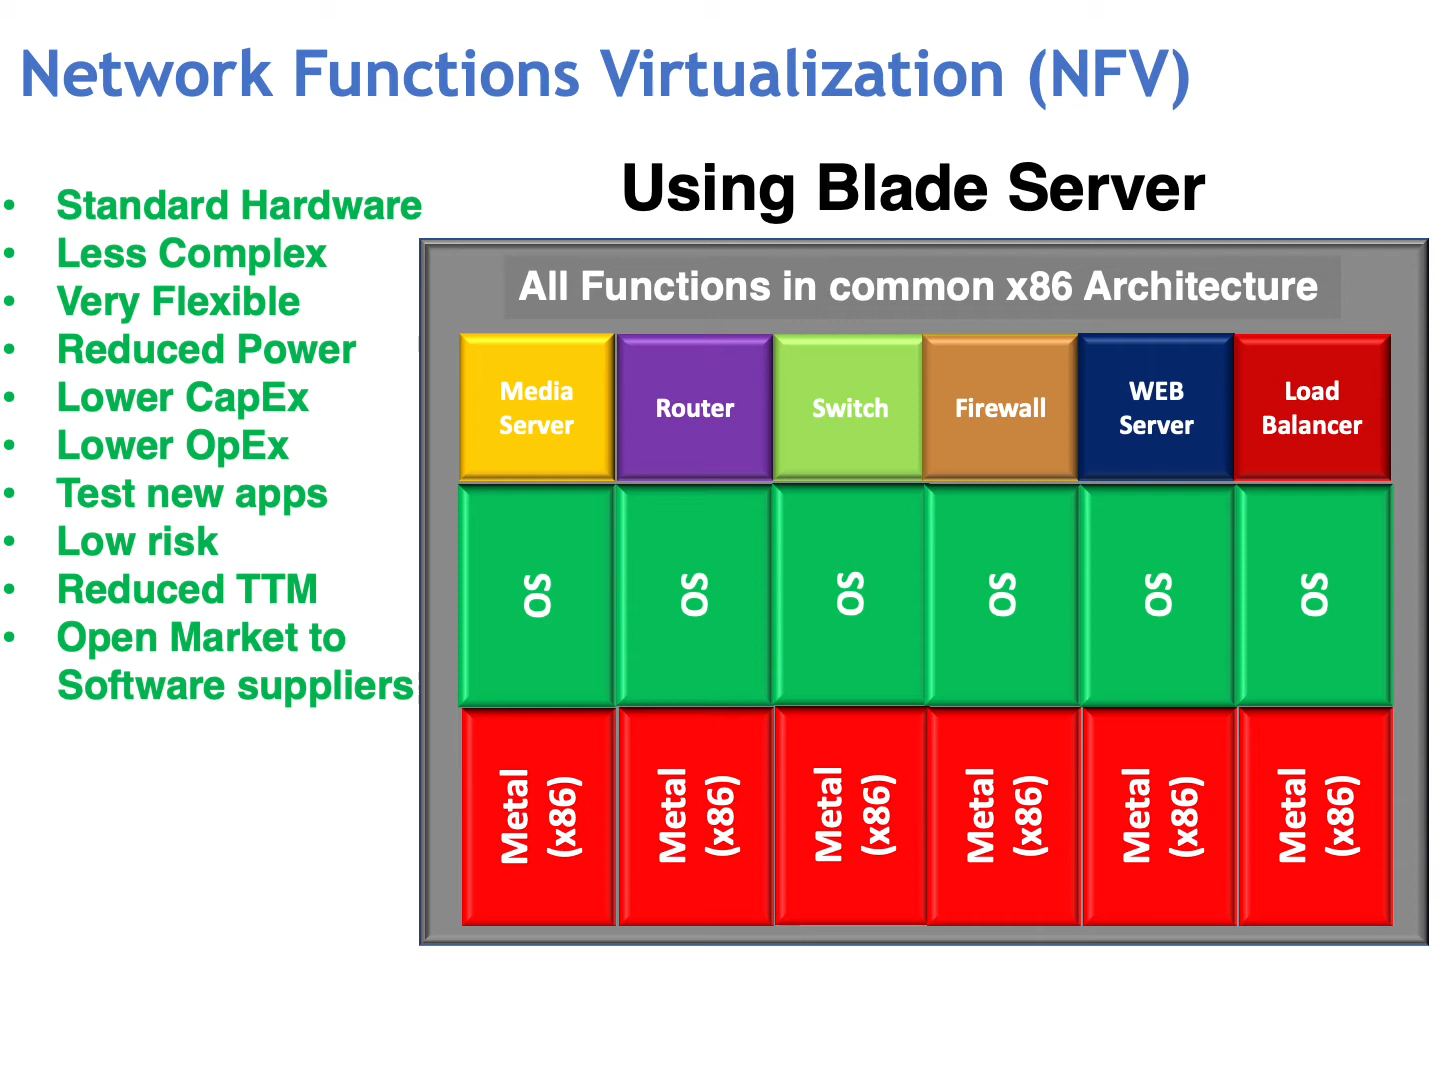 Network Functions Virtualization (NFV)
• Standard Hardware
• Less Complex
• Very Flexible
• Reduced Power
• Lower CapEx
• Lower OpEx
• Test new apps
• Low risk
• Reduced TTM
• Open Market to
Software suppliers
Using Blade Server
All Functions in common x86 Architecture
Media
Server
Router
Switch
Firewall
WEB
Server
Load
Balancer
OS
OS
OS
OS
OS
OS
Metal
(x86)
Metal
(x86)
Metal
(x86)
Metal
(x86)
Metal
(x86)
Metal
(x86)